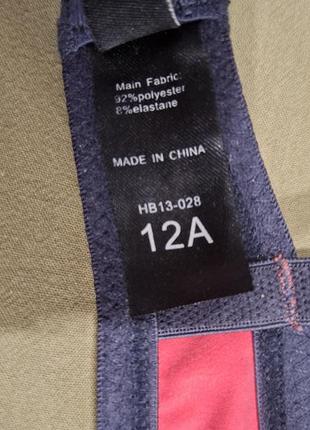 Main Fabric:
92%polyester
8%elastane
MADE IN CHINA
HB13-028
12A